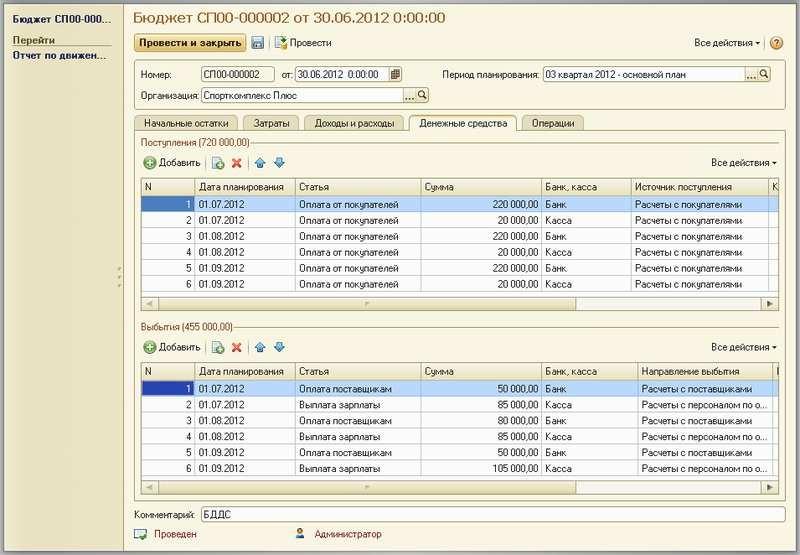 Бюджет СП00-000002 от 30.06.2012 0:00:00
Бюджет СП00-00...
Перейти
Отчет по движен...
Провести и закрыть Провести Все действия
Номер: СП00-000002 от: 30.06.2012 0:00:00 Период планирования: 03 квартал 2012 - основной план
Организация: Спорткомплекс Плюс
Начальные остатки Затраты Доходы и расходы Денежные средства Операции
Поступления (720 000,00)
Добавить Все действия
N Дата планирования Статья Сумма Банк, касса Источник поступления К
1 01.07.2012 Оплата от покупателей 220 000,00 Банк Расчеты с покупателями
2 01.07.2012 Оплата от покупателей 20 000,00 Касса Расчеты с покупателями
3 01.08.2012 Оплата от покупателей 220 000,00 Банк Расчеты с покупателями
4 01.08.2012 Оплата от покупателей 20 000,00 Касса Расчеты с покупателями
5 01.09.2012 Оплата от покупателей 220 000,00 Банк Расчеты с покупателями
6 01.09.2012 Оплата от покупателей 20 000,00 Касса Расчеты с покупателями
Выбытия (455 000,00)
Добавить Все действия
N Дата планирования Статья Сумма Банк, касса Направление выбытия
1 01.07.2012 Оплата поставщикам 50 000,00 Банк Расчеты с поставщиками
2 01.07.2012 Выплата зарплаты 85 000,00 Касса Расчеты с персоналом по о...
3 01.08.2012 Оплата поставщикам 80 000,00 Банк Расчеты с поставщиками
4 01.08.2012 Выплата зарплаты 85 000,00 Касса Расчеты с персоналом по о...
5 01.09.2012 Оплата поставщикам 50 000,00 Банк Расчеты с поставщиками
6 01.09.2012 Выплата зарплаты 105 000,00 Касса Расчеты с персоналом по о...
Комментарий: БДДС
Проведен Администратор